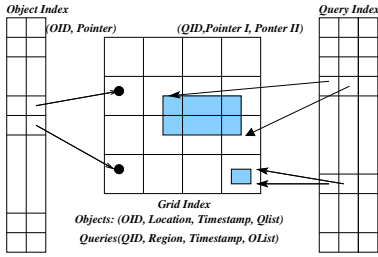 Object Index
Query Index
(OID, Pointer)
(QID,Pointer I, Ponter II)
Grid Index
Objects: (OID, Location, Timestamp, Qlist)
Queries(QID, Region, Timestamp, OList)